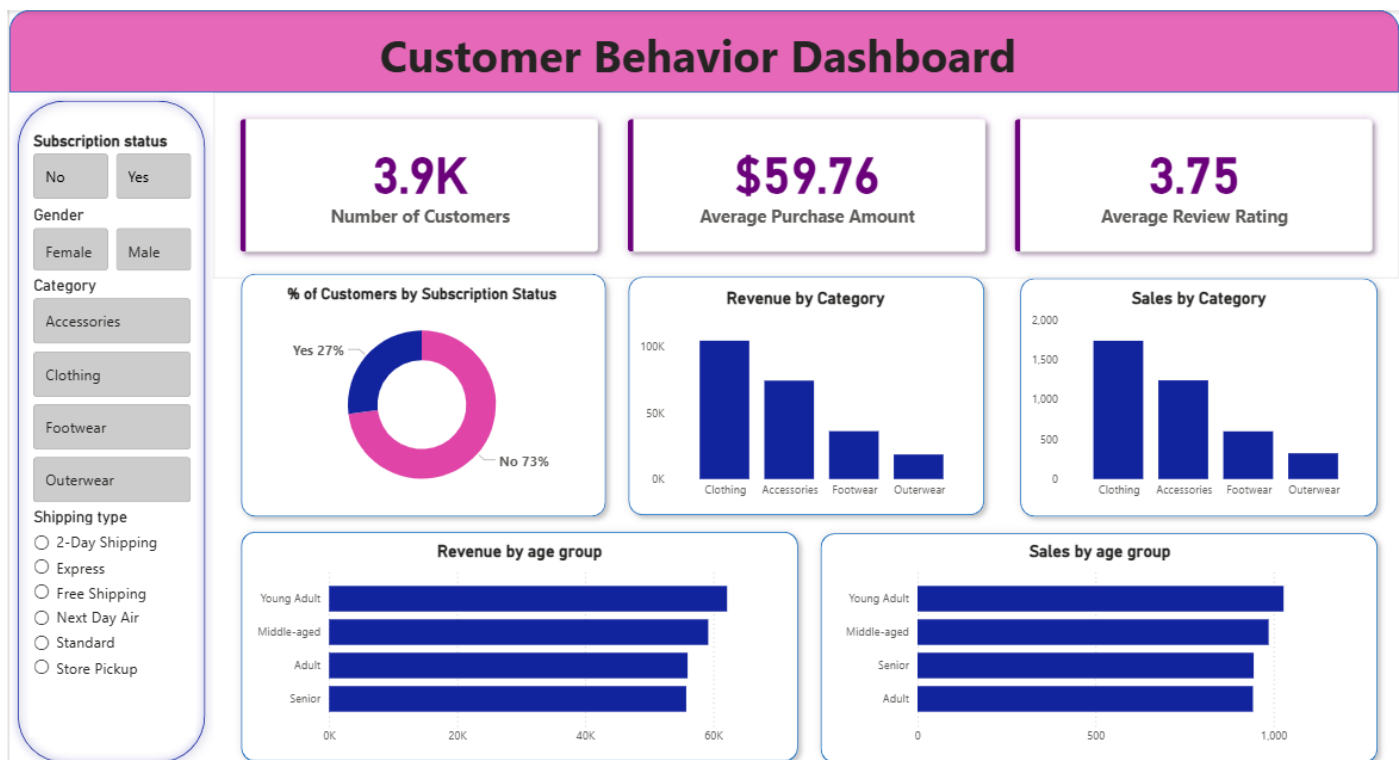 Customer Behavior Dashboard
Subscription status
No Yes
Gender
Female Male
Category
Accessories
Clothing
Footwear
Outerwear
Shipping type
2-Day Shipping
Express
Free Shipping
Next Day Air
Standard
Store Pickup
3.9K
Number of Customers
$59.76
Average Purchase Amount
3.75
Average Review Rating
% of Customers by Subscription Status
Yes 27%
No 73%
Revenue by Category
100K
50K
0K
Clothing Accessories Footwear Outerwear
Sales by Category
2,000
1,500
1,000
500
0
Clothing Accessories Footwear Outerwear
Revenue by age group
Young Adult
Middle-aged
Adult
Senior
0K 20K 40K 60K
Sales by age group
Young Adult
Middle-aged
Senior
Adult
0 500 1,000